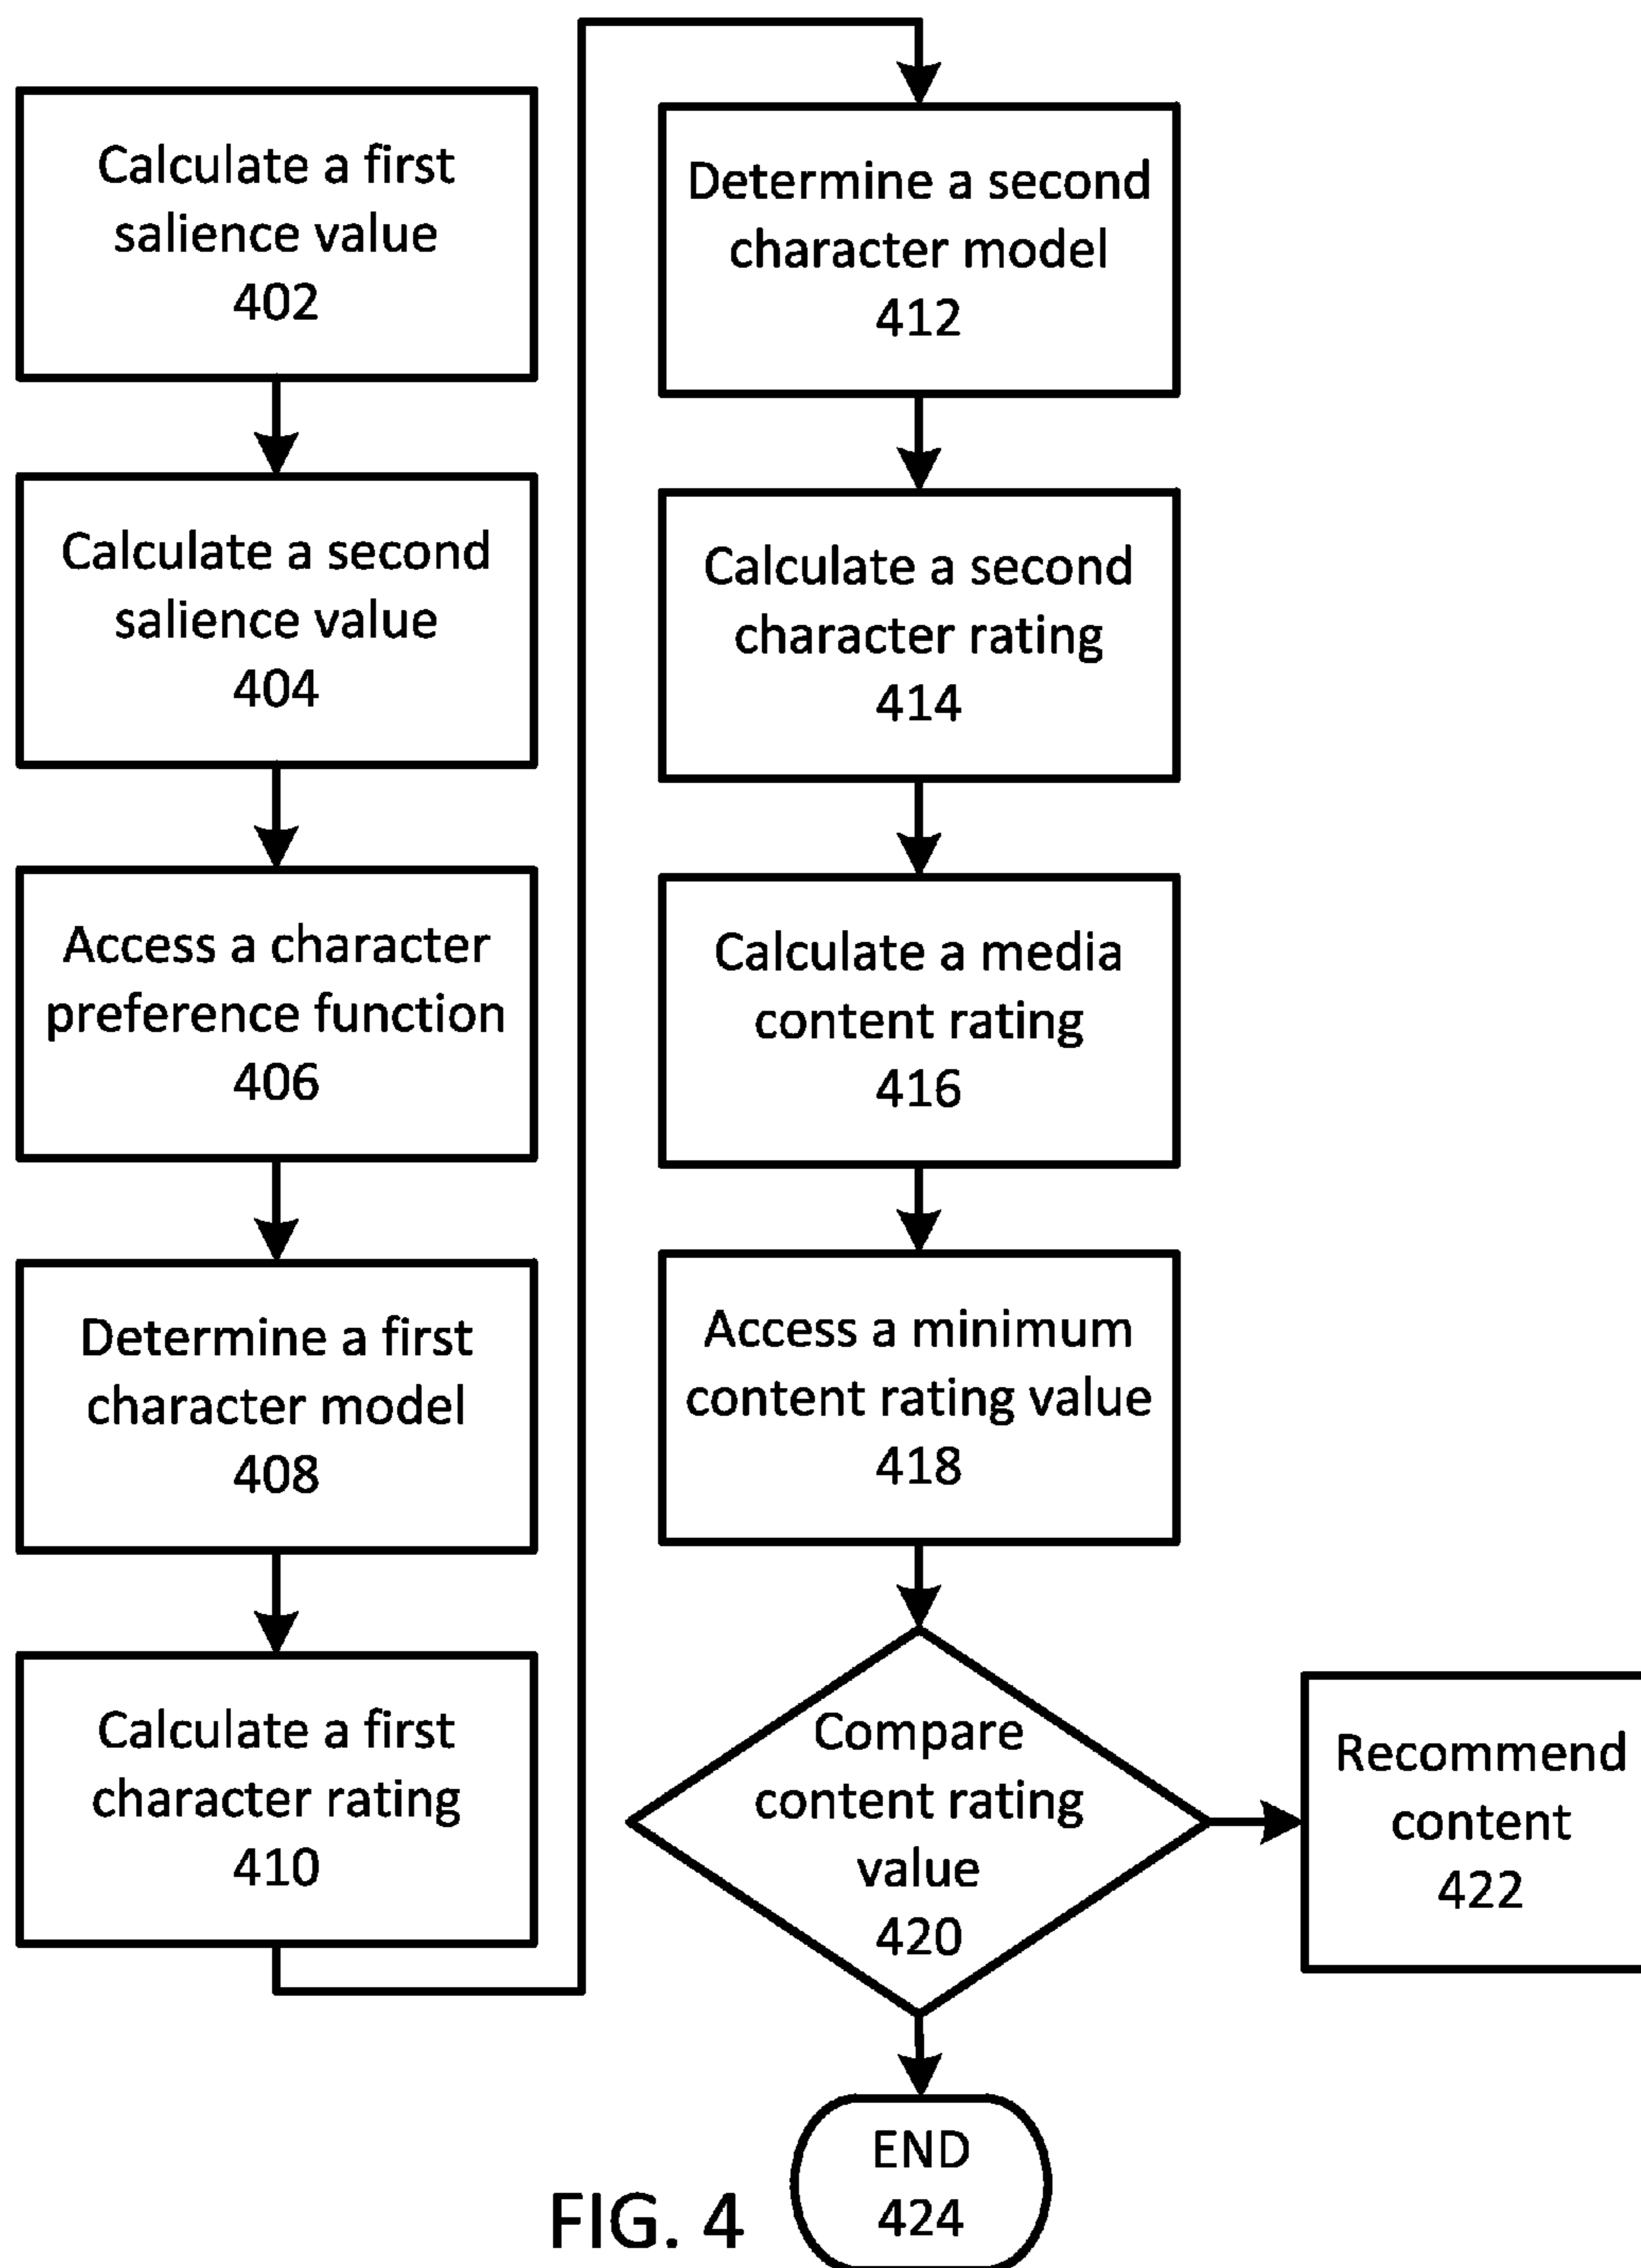 Calculate a first
salience value
402
Calculate a second
salience value
404
Access a character
preference function
406
Determine a first
character model
408
Calculate a first
character rating
410
Determine a second
character model
412
Calculate a second
character rating
414
Calculate a media
content rating
416
Access a minimum
content rating value
418
Compare
content rating
value
420
Recommend
content
422
END
424
FIG. 4